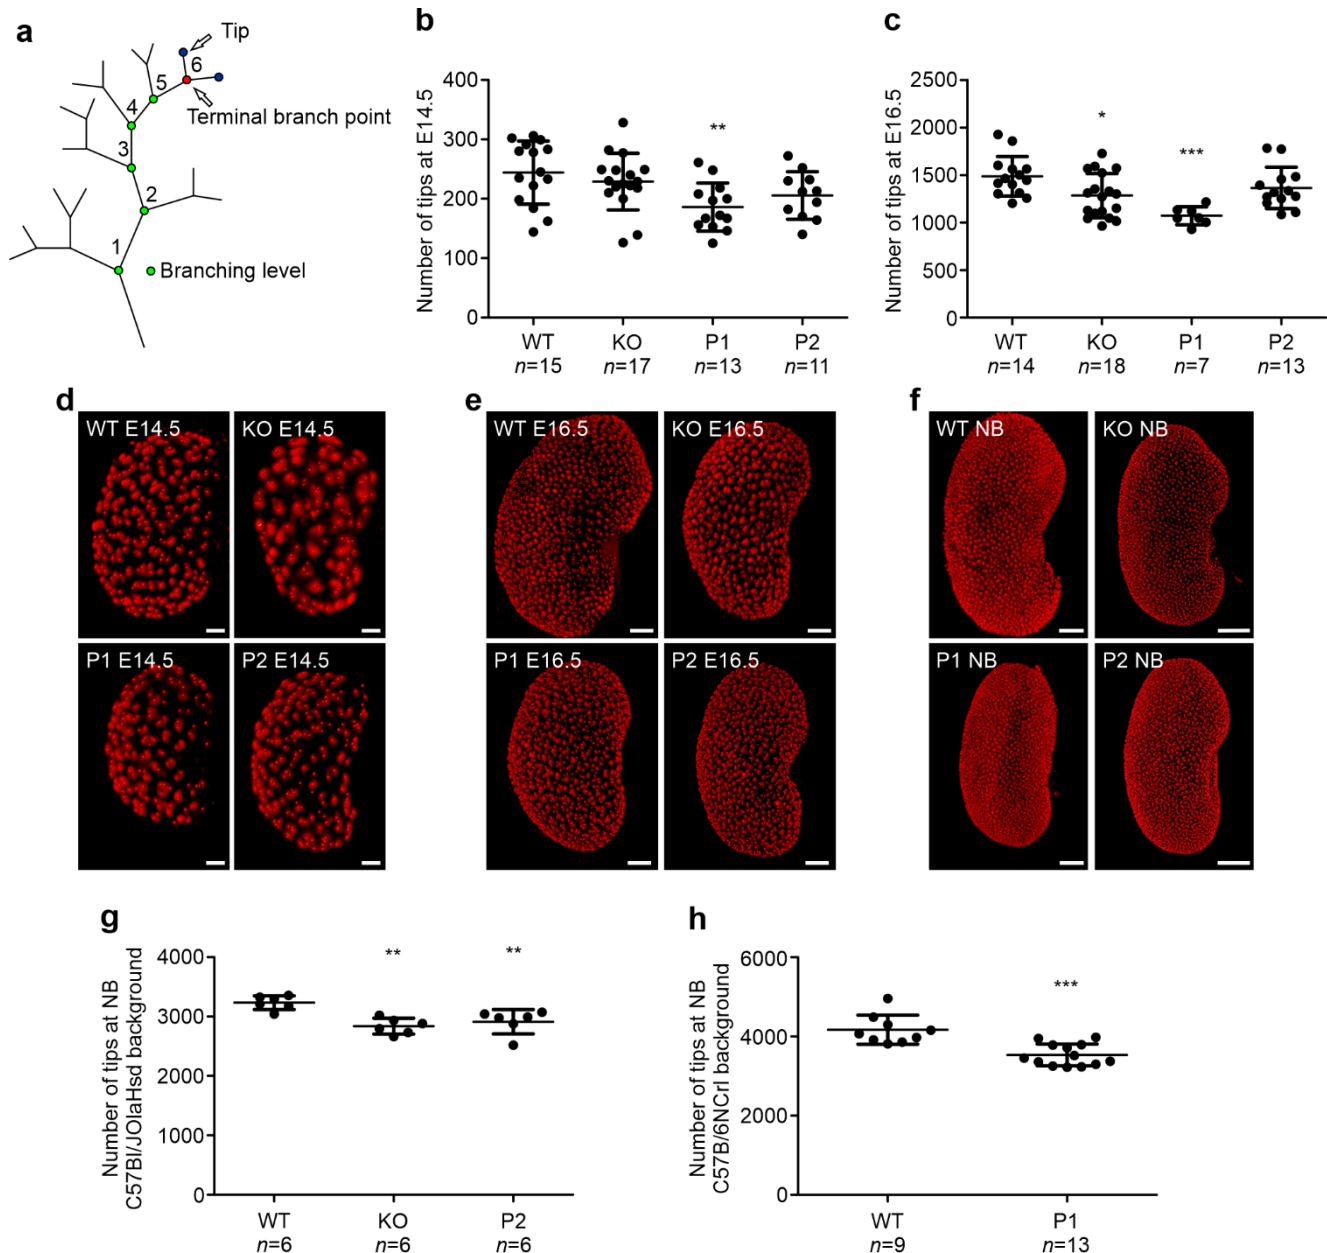 a
Tip
6
5
4
Terminal branch point
3
2
1
Branching level
b
Number of tips at E14.5
400
300
200
100
0
**
WT
KO
P1
P2
n=15
n=17
n=13
n=11
c
Number of tips at E16.5
2500
2000
1500
1000
500
0
*
***
WT
KO
P1
P2
n=14
n=18
n=7
n=13
d
WT E14.5
KO E14.5
P1 E14.5
P2 E14.5
e
WT E16.5
KO E16.5
P1 E16.5
P2 E16.5
f
WT NB
KO NB
P1 NB
P2 NB
g
Number of tips at NB
C57Bl/JOlaHsd background
4000
3000
2000
1000
0
**
**
WT
KO
P2
n=6
n=6
n=6
h
Number of tips at NB
C57B/6NCrl background
6000
4000
2000
0
***
WT
P1
n=9
n=13